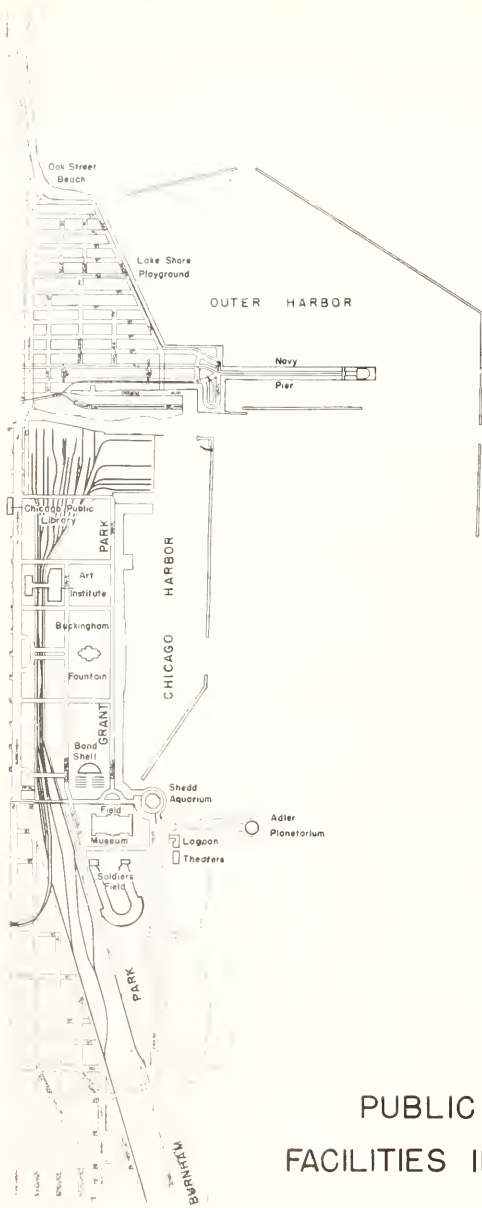 Oak Street
Beach
Lake Shore
Playground
OUTER HARBOR
Navy
Pier
Chicago Public
Library
PARK
Art
Institute
CHICAGO HARBOR
Buckingham
Fountain
GRANT
Band
Shell
Shedd
Aquarium
Field
Museum
Adler
Planetarium
Lagoon
Theaters
Soldiers
Field
PARK
BURNHAM
PUBLIC
FACILITIES